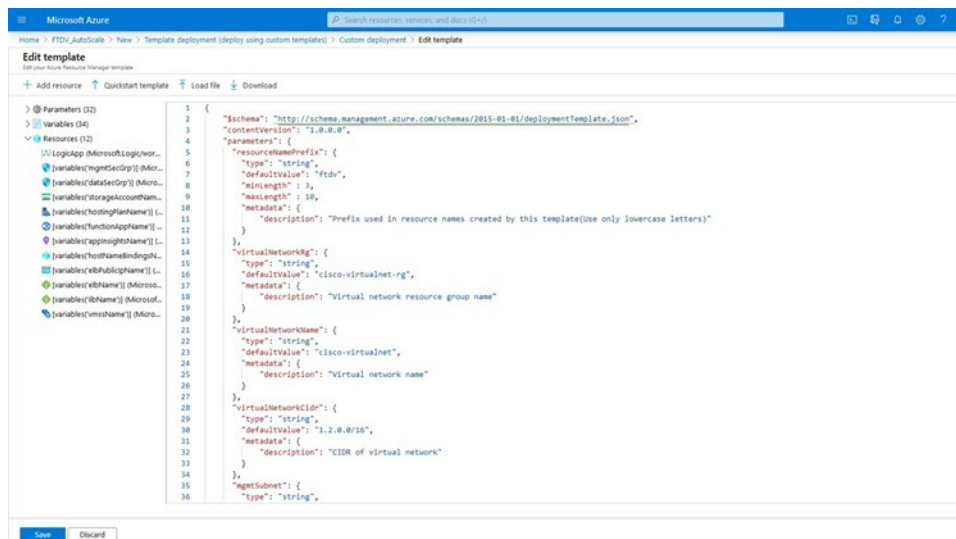 Microsoft Azure
Search resources, services, and docs (G+/)
Home > FTDV_AutoScale > New > Template deployment (deploy using custom templates) > Custom deployment > Edit template
Edit template
Edit your Azure Resource Manager template
Add resource Quickstart template Load file Download
Parameters (32)
Variables (34)
Resources (12)
LogicApp (Microsoft.Logic/wor...
[variables('mgmtSecGrp')] (Micr...
[variables('dataSecGrp')] (Micro...
[variables('storageAccountNam...
[variables('hostingPlanName')] (...
[variables('functionAppName')] ...
[variables('appInsightsName')] (...
[variables('hostNameBindingsN...
[variables('elbPublicIpName')] (...
[variables('elbName')] (Microso...
[variables('ilbName')] (Microsof...
[variables('vmssName')] (Micro...
1 {
2 "$schema": "http://schema.management.azure.com/schemas/2015-01-01/deploymentTemplate.json",
3 "contentVersion": "1.0.0.0",
4 "parameters": {
5 "resourceNamePrefix": {
6 "type": "string",
7 "defaultValue": "ftdv",
8 "minLength" : 3,
9 "maxLength" : 10,
10 "metadata": {
11 "description": "Prefix used in resource names created by this template(Use only lowercase letters)"
12 }
13 },
14 "virtualNetworkRg": {
15 "type": "string",
16 "defaultValue": "cisco-virtualnet-rg",
17 "metadata": {
18 "description": "Virtual network resource group name"
19 }
20 },
21 "virtualNetworkName": {
22 "type": "string",
23 "defaultValue": "cisco-virtualnet",
24 "metadata": {
25 "description": "Virtual network name"
26 }
27 },
28 "virtualNetworkCidr": {
29 "type": "string",
30 "defaultValue": "1.2.0.0/16",
31 "metadata": {
32 "description": "CIDR of virtual network"
33 }
34 },
35 "mgmtSubnet": {
36 "type": "string",
Save Discard